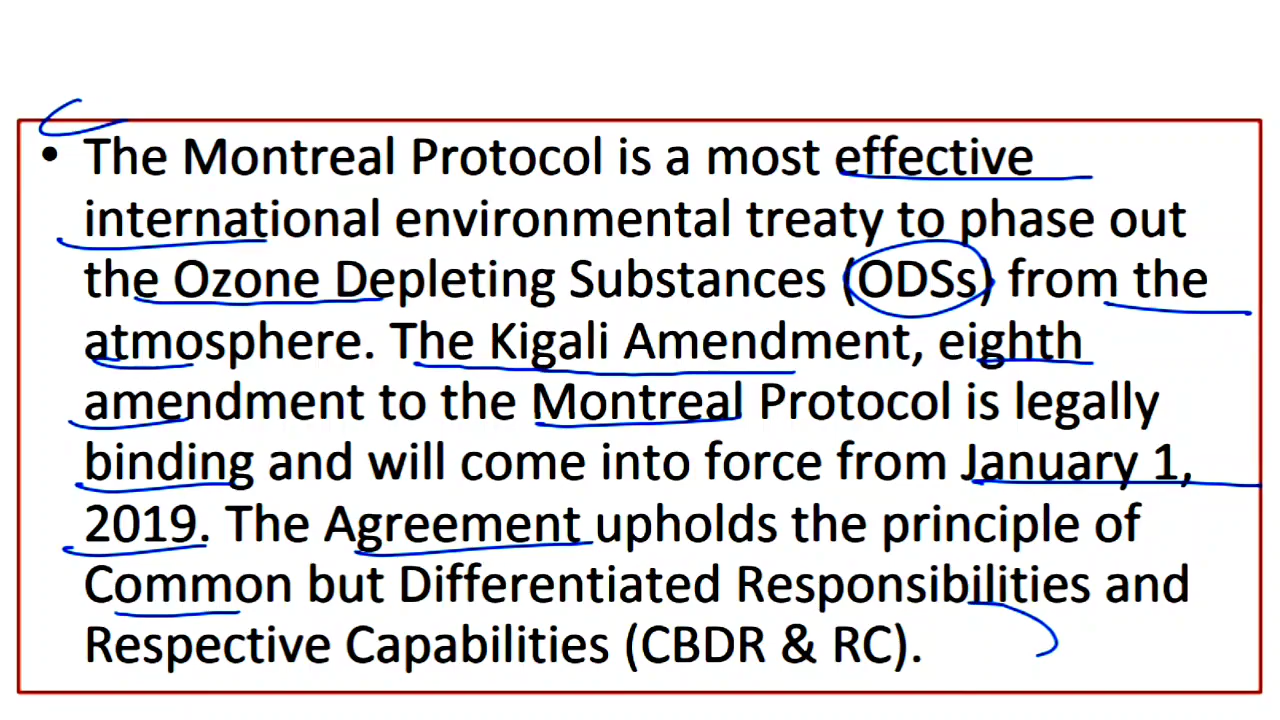 • The Montreal Protocol is a most effective
international environmental treaty to phase out
the Ozone Depleting Substances (ODSs) from the
atmosphere. The Kigali Amendment, eighth
amendment to the Montreal Protocol is legally
binding and will come into force from January 1,
2019. The Agreement upholds the principle of
Common but Differentiated Responsibilities and
Respective Capabilities (CBDR & RC).